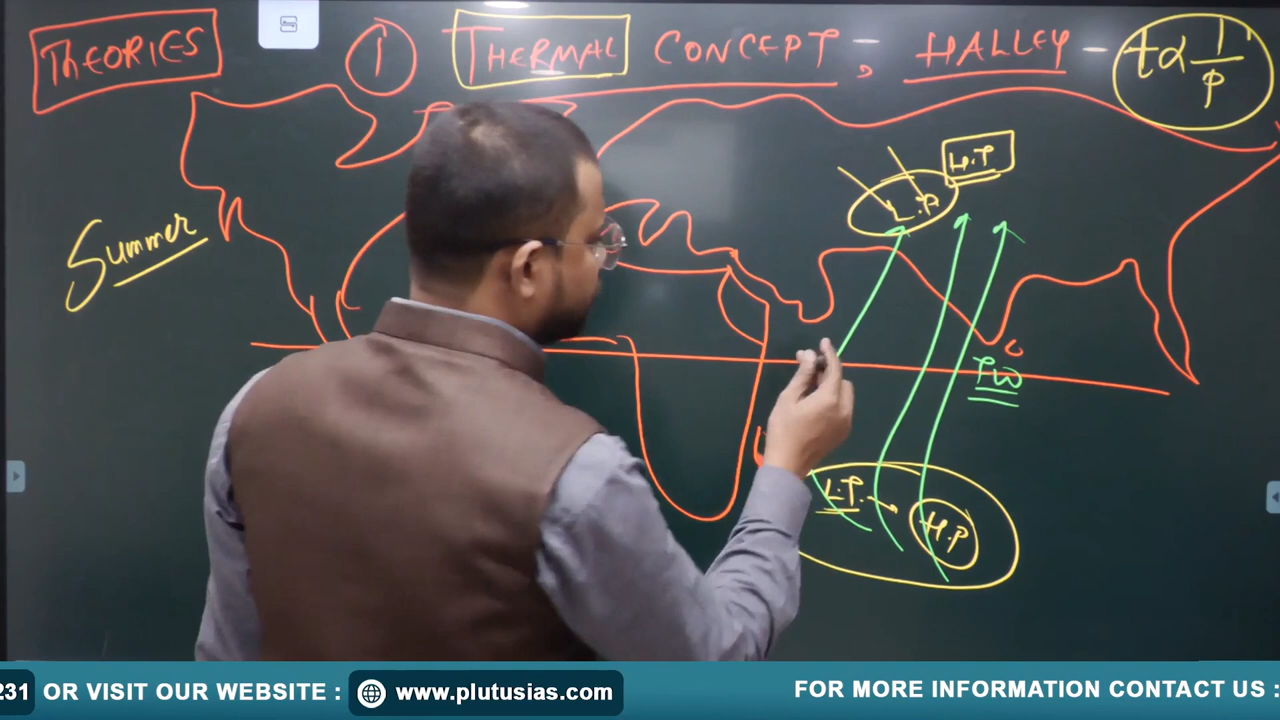 THEORIES
① THERMAL CONCEPT, HALLEY - t α 1/p
Summer
H.T.
L.P.
TW
L.T. → H.P
231 OR VISIT OUR WEBSITE : www.plutusias.com FOR MORE INFORMATION CONTACT US :